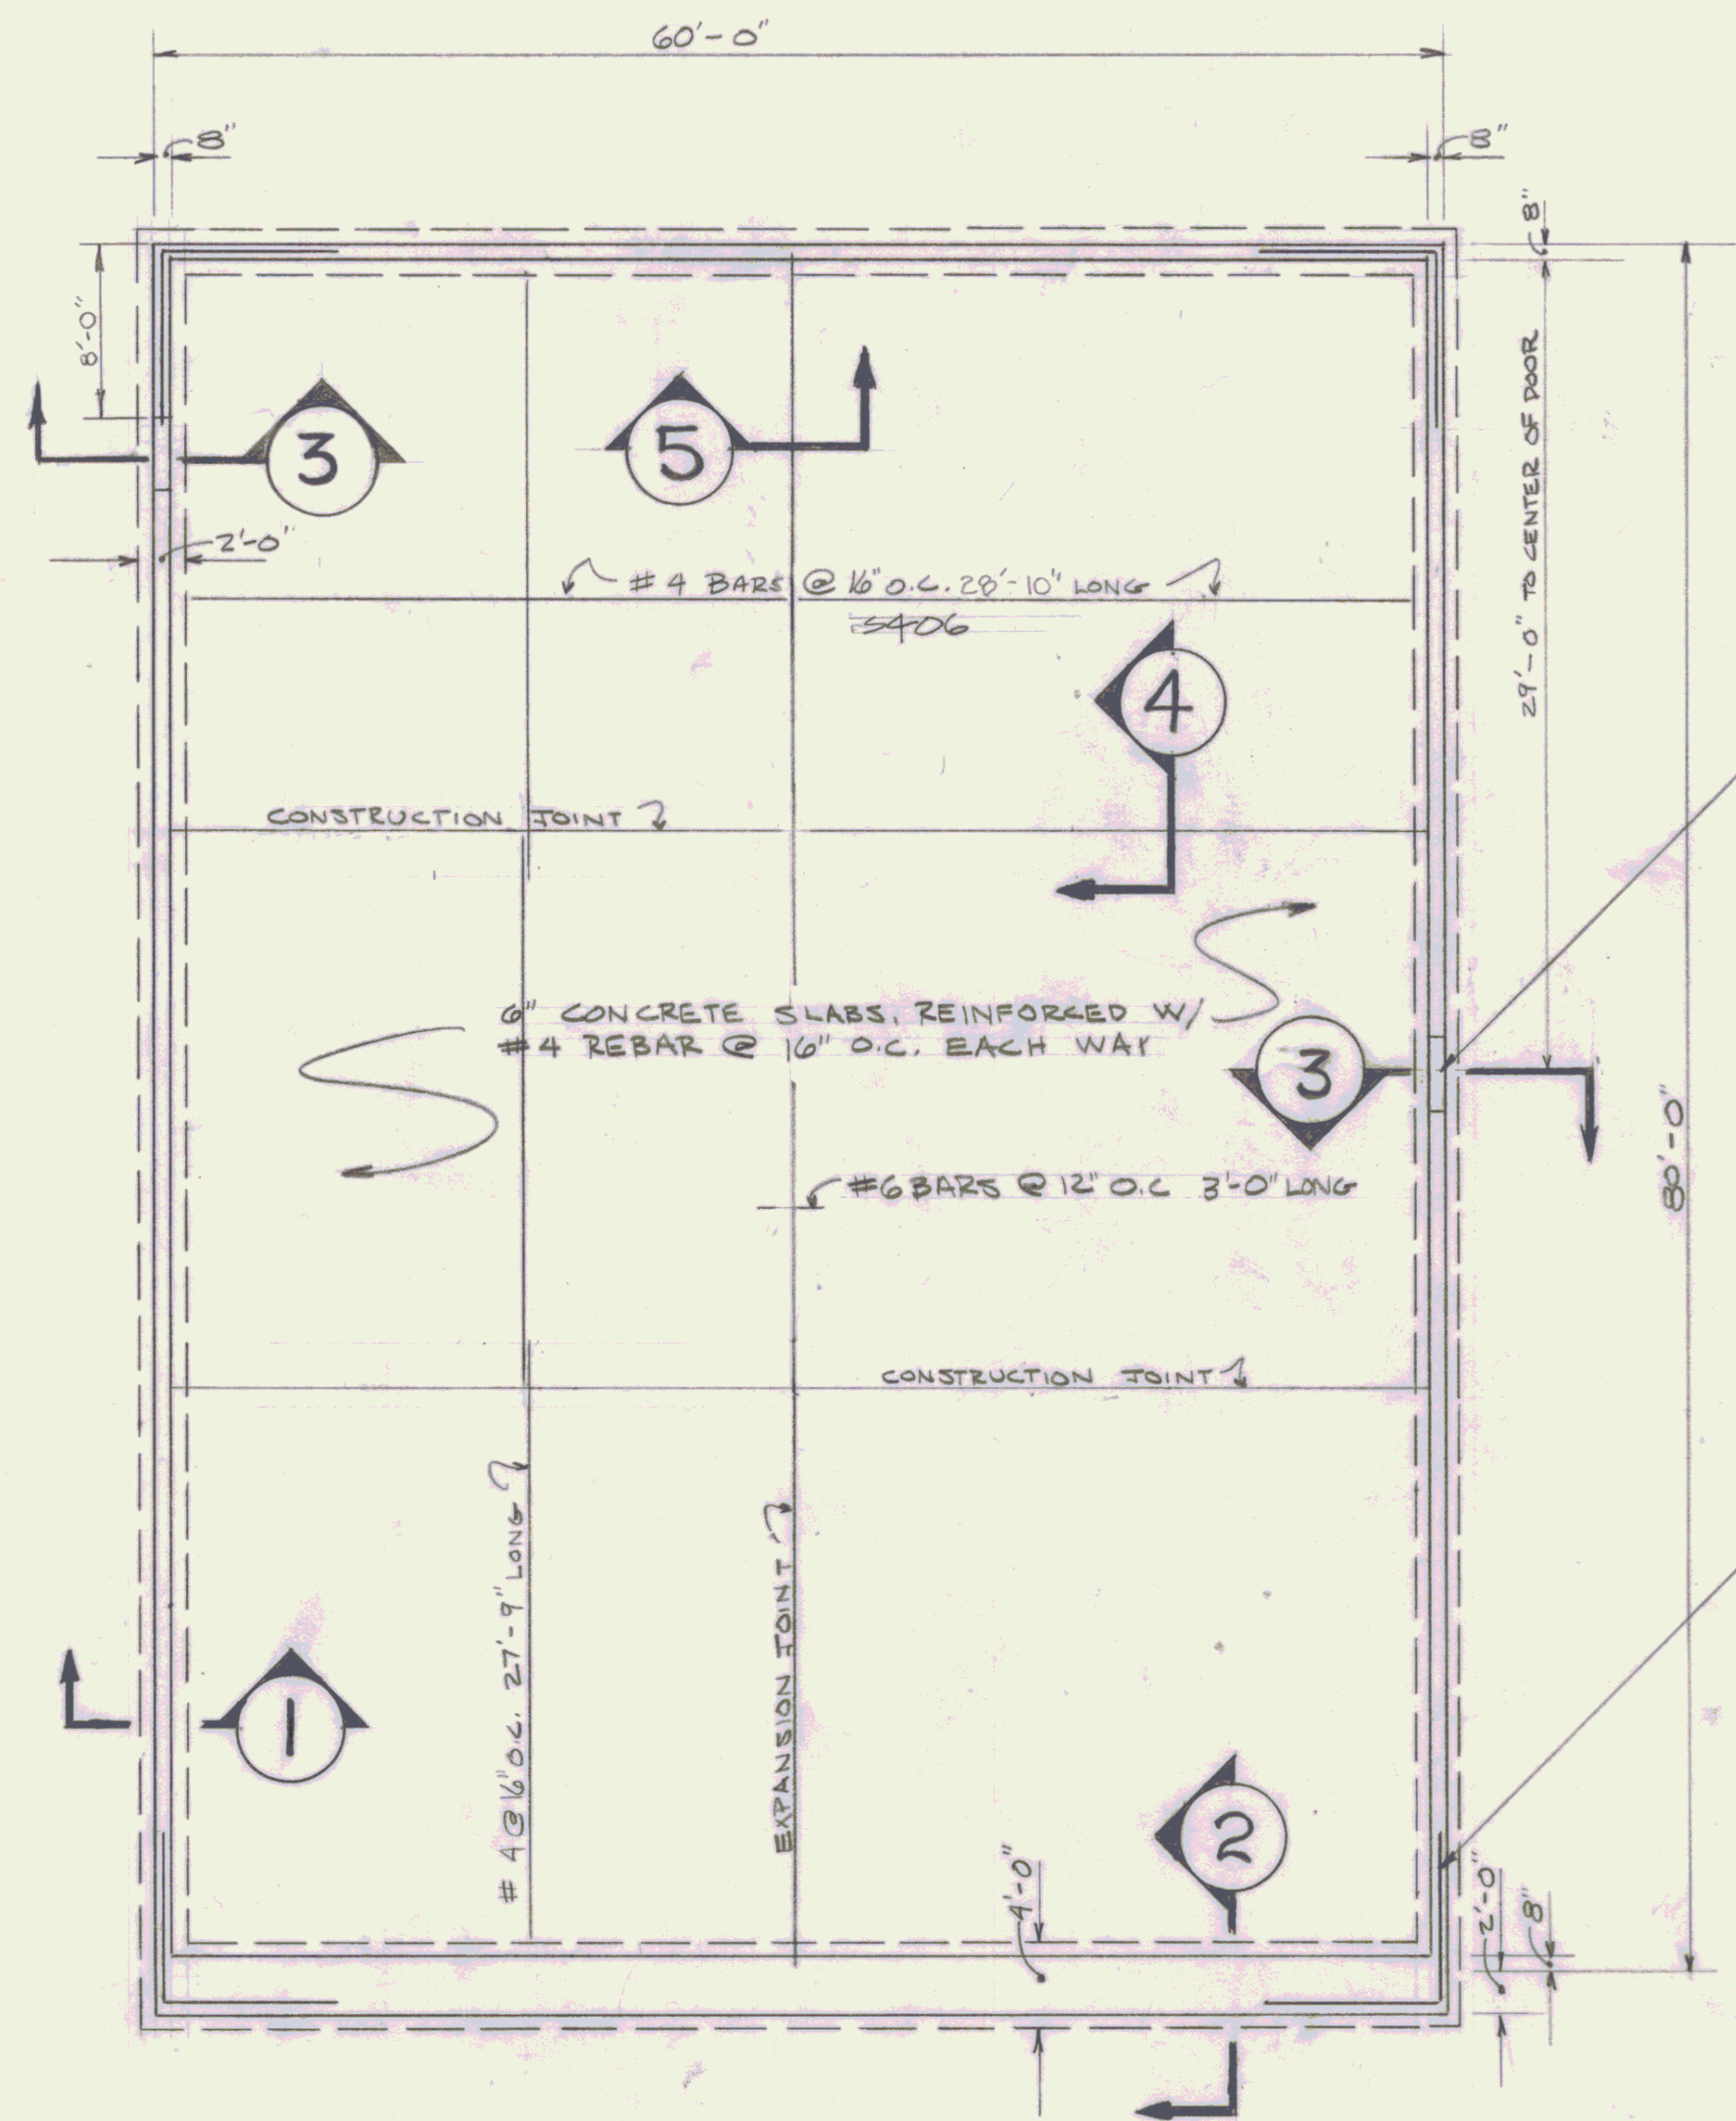 60'-0"
8"
8"
8"
8'-0"
3
5
2'-0"
# 4 BARS @ 16" O.C. 28'-10" LONG
S406
29'-0" TO CENTER OF DOOR
4
CONSTRUCTION JOINT
6" CONCRETE SLABS, REINFORCED W/
#4 REBAR @ 16" O.C. EACH WAY
3
80'-0"
#6 BARS @ 12" O.C 3'-0" LONG
CONSTRUCTION JOINT
# 4 @ 16" O.C. 27'-9" LONG
EXPANSION JOINT
1
2
4'-0"
2'-0"
8"